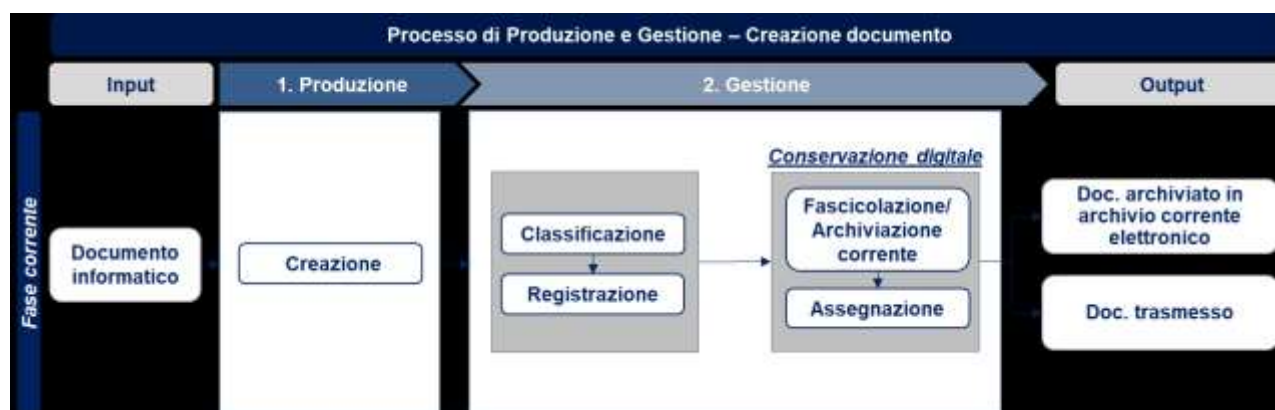 Processo di Produzione e Gestione – Creazione documento
Input
1. Produzione
2. Gestione
Output
Fase corrente
Documento
informatico
Creazione
Classificazione
Registrazione
Conservazione digitale
Fascicolazione/
Archiviazione
corrente
Assegnazione
Doc. archiviato in
archivio corrente
elettronico
Doc. trasmesso